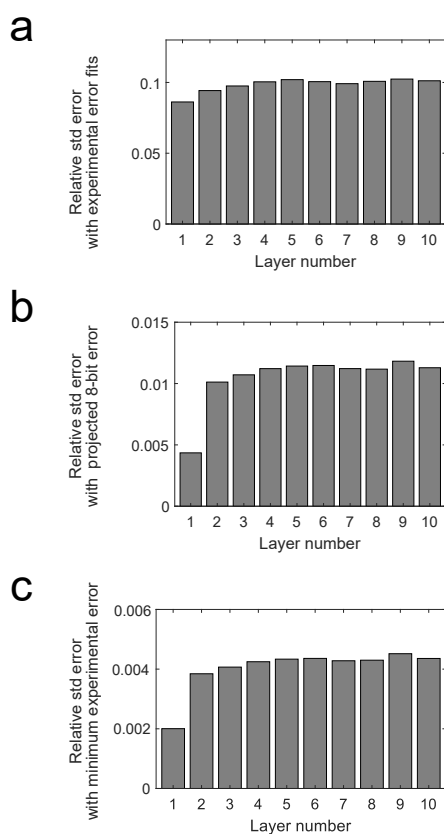 a
Relative std error
with experimental error fits
0.1
0.05
0
1 2 3 4 5 6 7 8 9 10
Layer number
b
Relative std error
with projected 8-bit error
0.015
0.01
0.005
0
1 2 3 4 5 6 7 8 9 10
Layer number
c
Relative std error
with minimum experimental error
0.006
0.004
0.002
0
1 2 3 4 5 6 7 8 9 10
Layer number